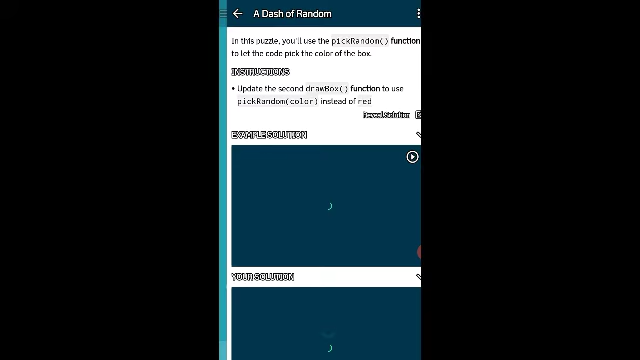 A Dash of Random
In this puzzle, you'll use the pickRandom() function
to let the code pick the color of the box.
INSTRUCTIONS
• Update the second drawBox() function to use
pickRandom(color) instead of red
Reveal Solution
EXAMPLE SOLUTION
YOUR SOLUTION